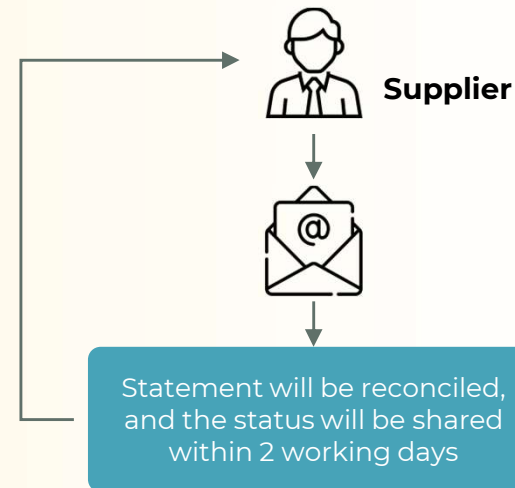 Supplier
@
Statement will be reconciled,
and the status will be shared
within 2 working days